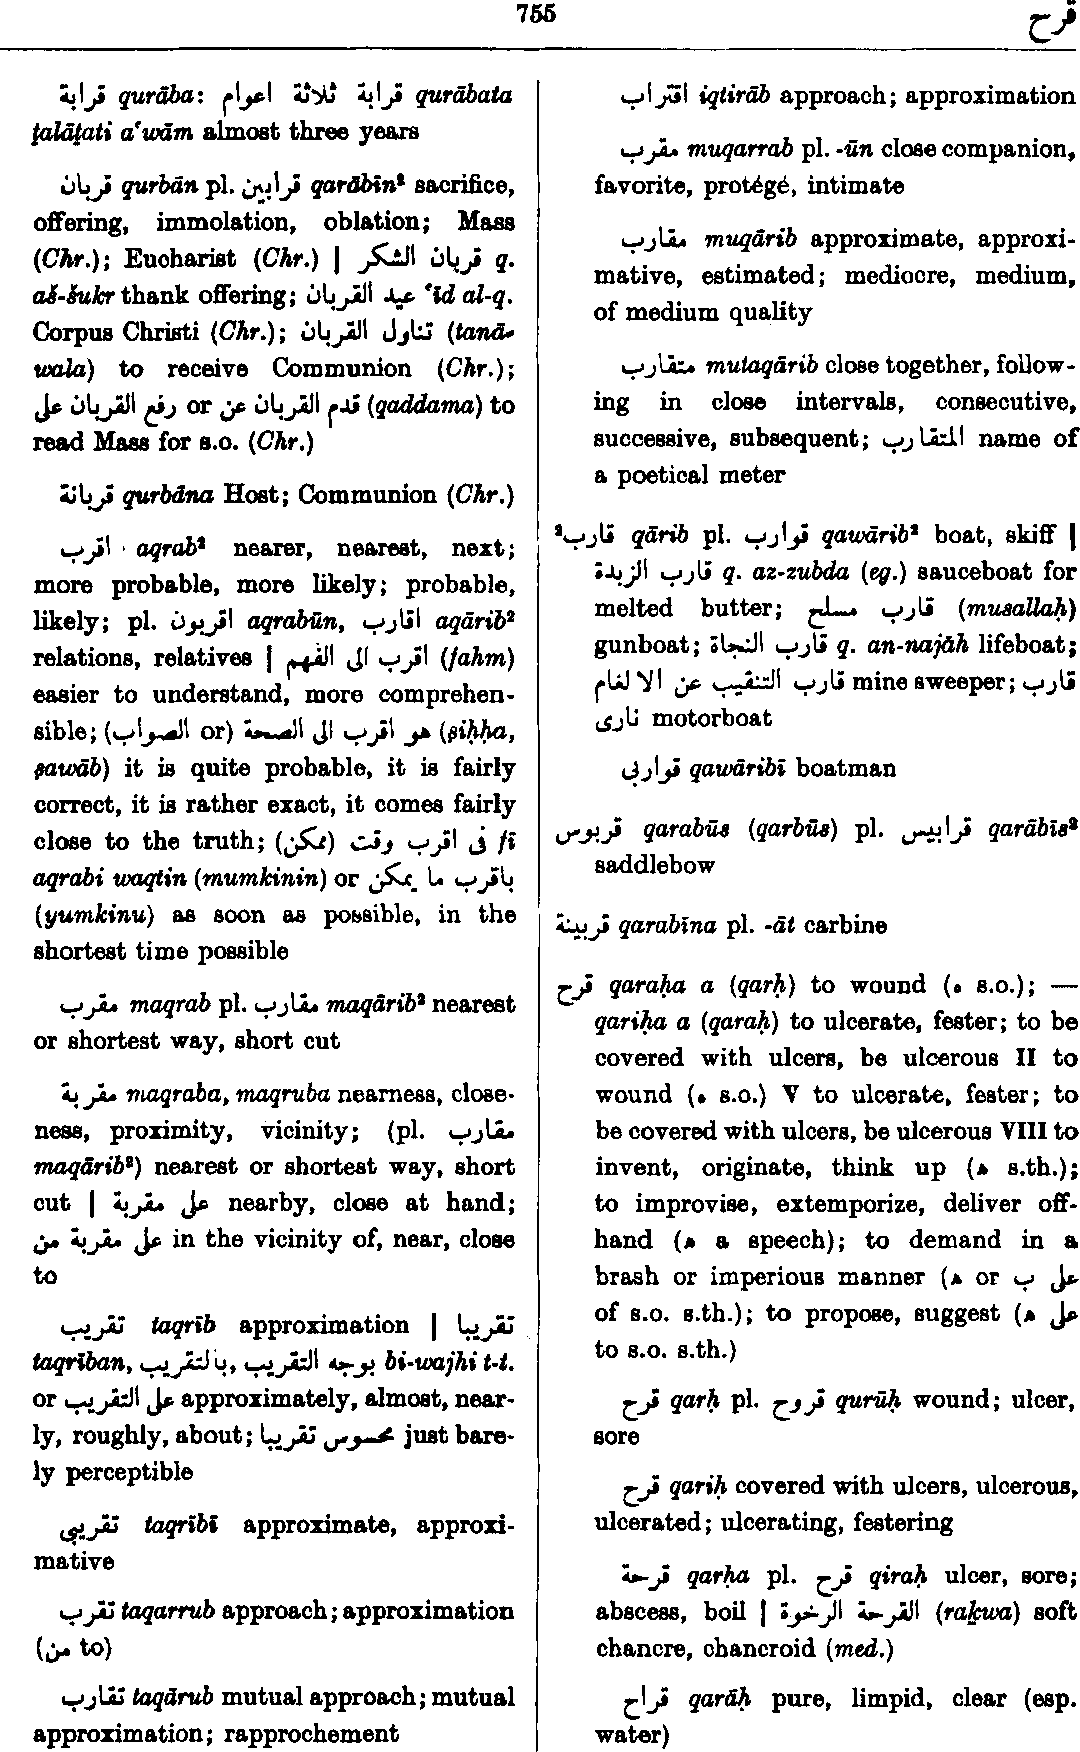 755
قرح
قرابة qurāba: قرابة ثلاثة اعوام qurābata
ṯalāṯati a‘wām almost three years
قربان qurbān pl. قرابين qarābīn² sacrifice,
offering, immolation, oblation; Mass
(Chr.); Eucharist (Chr.) | قربان الشكر q.
aš-šukr thank offering; عيد القربان ‘īd al-q.
Corpus Christi (Chr.); تناول القربان (tanā-
wala) to receive Communion (Chr.);
قدم القربان عن or رفع القربان على (qaddama) to
read Mass for s.o. (Chr.)
قربانة qurbāna Host; Communion (Chr.)
اقرب aqrab² nearer, nearest, next;
more probable, more likely; probable,
likely; pl. اقربون aqrabūn, اقارب aqārib²
relations, relatives | اقرب الى الفهم (fahm)
easier to understand, more comprehen-
sible; هو اقرب الى الصحة (or الصواب) (ṣiḥḥa,
ṣawāb) it is quite probable, it is fairly
correct, it is rather exact, it comes fairly
close to the truth; فى اقرب وقت (ممكن) fī
aqrabi waqtin (mumkinin) or باقرب ما يمكن
(yumkinu) as soon as possible, in the
shortest time possible
مقرب maqrab pl. مقارب maqārib² nearest
or shortest way, short cut
مقربة maqraba, maqruba nearness, close-
ness, proximity, vicinity; (pl. مقارب
maqārib²) nearest or shortest way, short
cut | على مقربة nearby, close at hand;
على مقربة من in the vicinity of, near, close
to
تقريب taqrīb approximation | تقريبا
taqrīban, بالتقريب, بوجه التقريب bi-wajhi t-t.
or على التقريب approximately, almost, near-
ly, roughly, about; محسوس تقريبا just bare-
ly perceptible
تقريبى taqrībī approximate, approxi-
mative
تقرب taqarrub approach; approximation
(من to)
تقارب taqārub mutual approach; mutual
approximation; rapprochement
اقتراب iqtirāb approach; approximation
مقرب muqarrab pl. -ūn close companion,
favorite, protégé, intimate
مقارب muqārib approximate, approxi-
mative, estimated; mediocre, medium,
of medium quality
متقارب mutaqārib close together, follow-
ing in close intervals, consecutive,
successive, subsequent; المتقارب name of
a poetical meter
²قارب qārib pl. قوارب qawārib² boat, skiff |
قارب الزبدة q. az-zubda (eg.) sauceboat for
melted butter; قارب مسلح (musallaḥ)
gunboat; قارب النجاة q. an-najāh lifeboat;
قارب التنقيب عن الالغام mine sweeper; قارب
نارى motorboat
قواربى qawāribī boatman
قربوس qarabūs (qarbūs) pl. قرابيس qarābīs²
saddlebow
قربينة qarabīna pl. -āt carbine
قرح qaraḥa a (qarḥ) to wound (ه s.o.); —
qariḥa a (qaraḥ) to ulcerate, fester; to be
covered with ulcers, be ulcerous II to
wound (ه s.o.) V to ulcerate, fester; to
be covered with ulcers, be ulcerous VIII to
invent, originate, think up (ه s.th.);
to improvise, extemporize, deliver off-
hand (ه a speech); to demand in a
brash or imperious manner (ه or ب على
of s.o. s.th.); to propose, suggest (ه على
to s.o. s.th.)
قرح qarḥ pl. قروح qurūḥ wound; ulcer,
sore
قرح qariḥ covered with ulcers, ulcerous,
ulcerated; ulcerating, festering
قرحة qarḥa pl. قرح qiraḥ ulcer, sore;
abscess, boil | القرحة الرخوة (raḵwa) soft
chancre, chancroid (med.)
قراح qarāḥ pure, limpid, clear (esp.
water)